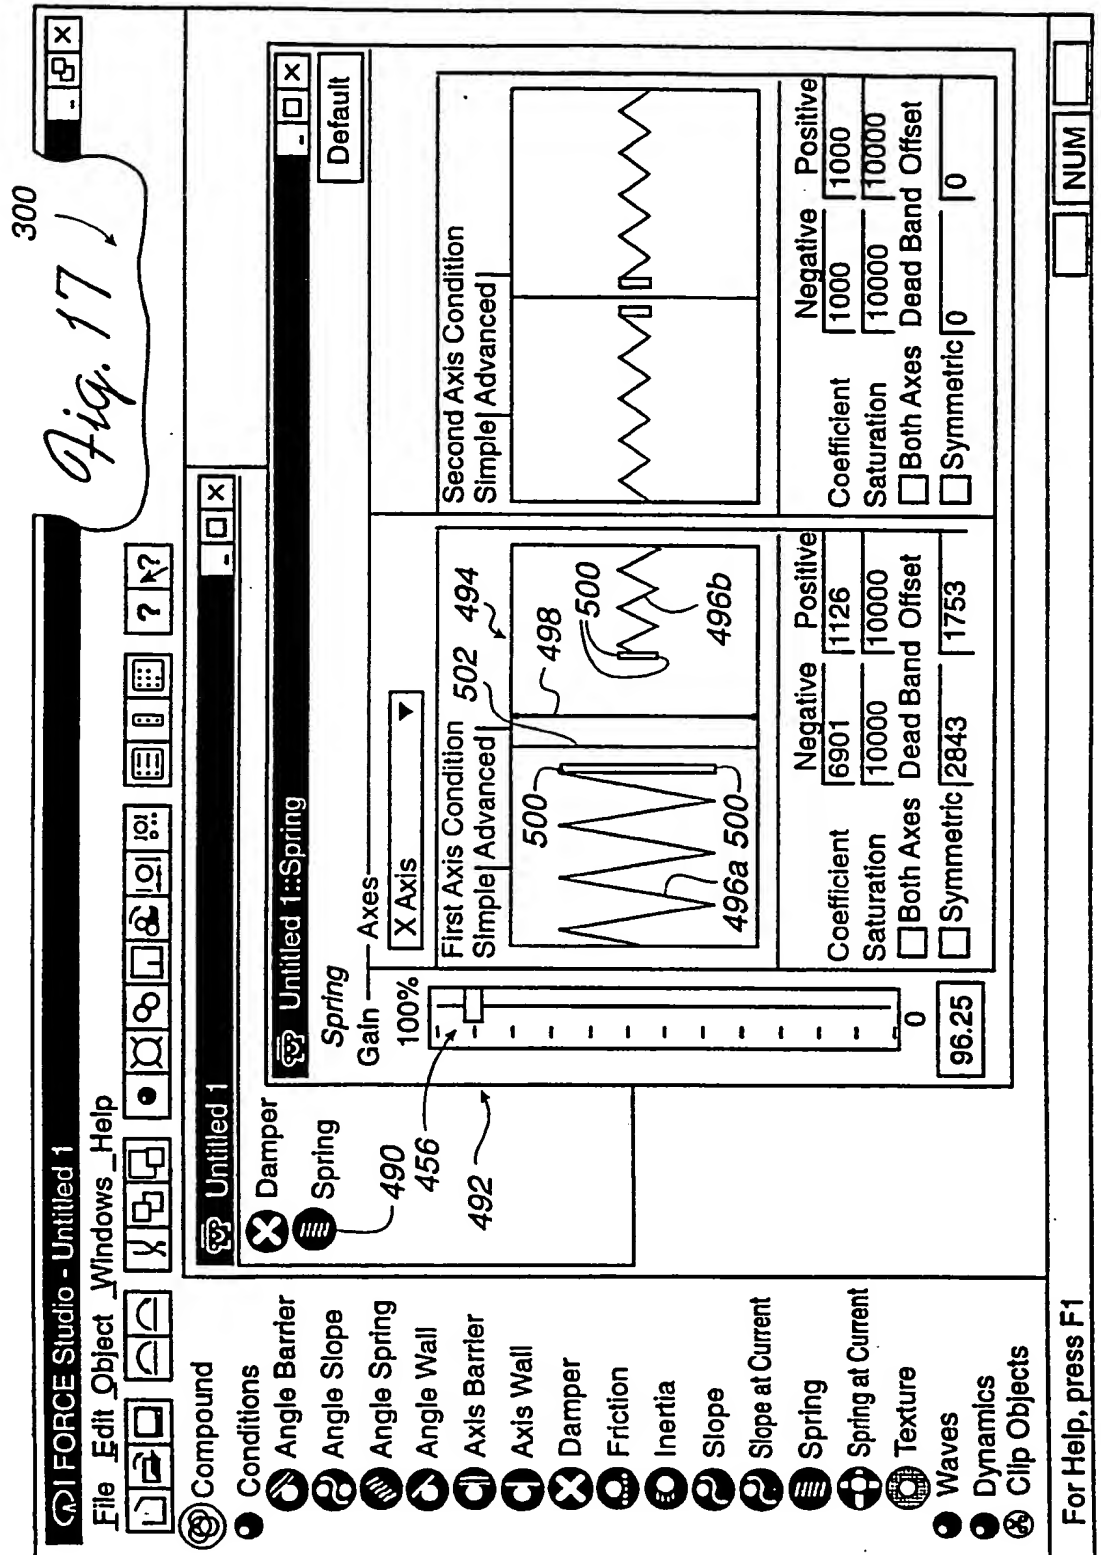 Fig. 17
300
I FORCE Studio - Untitled 1
File Edit Object Windows Help
Compound
Conditions
Angle Barrier
Angle Slope
Angle Spring
Angle Wall
Axis Barrier
Axis Wall
Damper
Friction
Inertia
Slope
Slope at Current
Spring
Spring at Current
Texture
Waves
Dynamics
Clip Objects
Untitled 1
Damper
Spring
490
456
492
Untitled 1::Spring
Default
Spring
Gain
100%
0
96.25
Axes
X Axis
First Axis Condition
Simple Advanced
502
494
498
500
500
500
496a
496b
Negative Positive
Coefficient 6901 1126
Saturation 10000 10000
Both Axes Dead Band Offset
Symmetric 2843 1753
Second Axis Condition
Simple Advanced
Negative Positive
Coefficient 1000 1000
Saturation 10000 10000
Both Axes Dead Band Offset
Symmetric 0 0
For Help, press F1
NUM